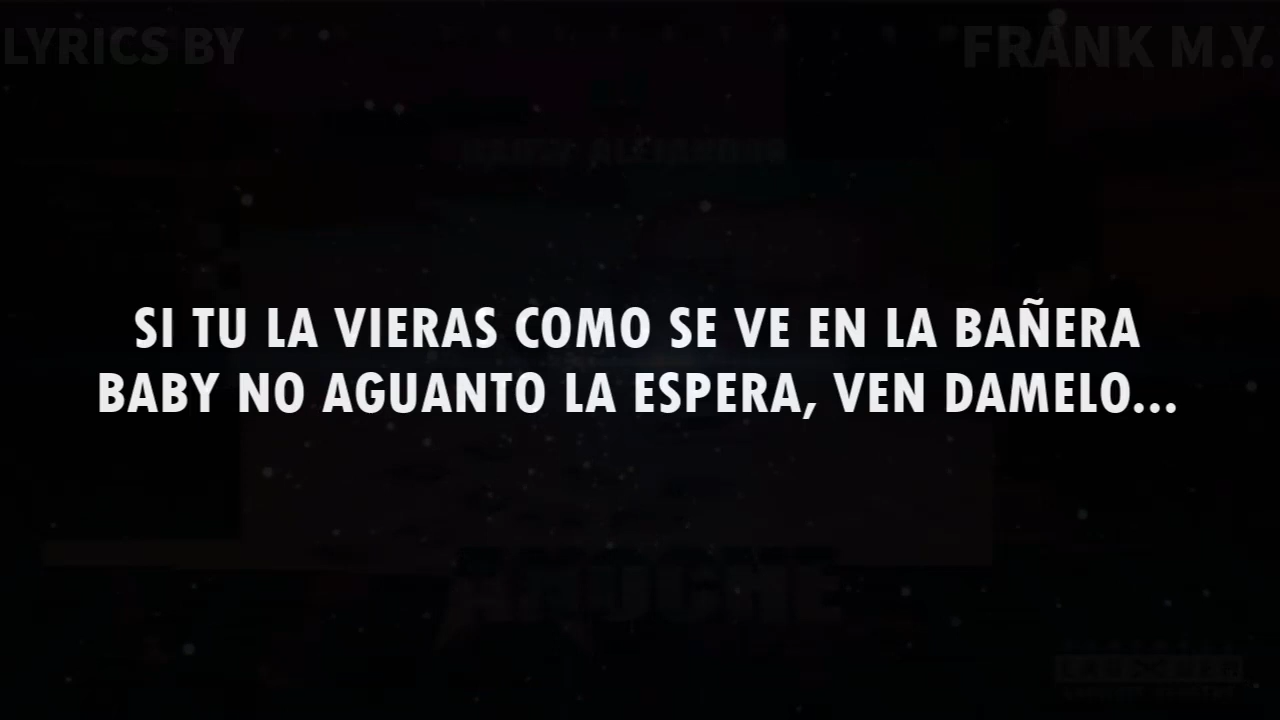 LYRICS BY
FRANK M.Y.
SI TU LA VIERAS COMO SE VE EN LA BAÑERA
BABY NO AGUANTO LA ESPERA, VEN DAMELO...